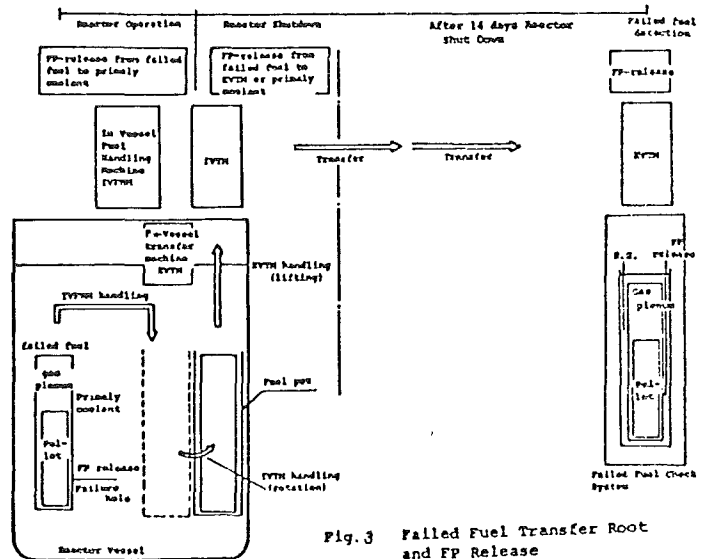 Reactor Operation
Reactor Shutdown
After 14 days Reactor
Shut Down
Failed fuel
detection
FP-release from failed
fuel to primely
coolant
FP-release from
failed fuel to
EVTM or primely
coolant
FP-release
In Vessel
Fuel
Handling
Machine
IVFHM
EVTM
Transfer
Transfer
EVTM
Ex-Vessel
transfer
machine
EVTM
EVTM handling
(lifting)
IVFHM handling
failed fuel
gas
plenum
Primely
coolant
Pel-
let
FP release
Failure
hole
Fuel pot
EVTM handling
(rotation)
Reactor Vessel
FP
release
Gas
plenum
Pel-
let
Failed Fuel Check
System
Fig.3 Failed Fuel Transfer Root
and FP Release